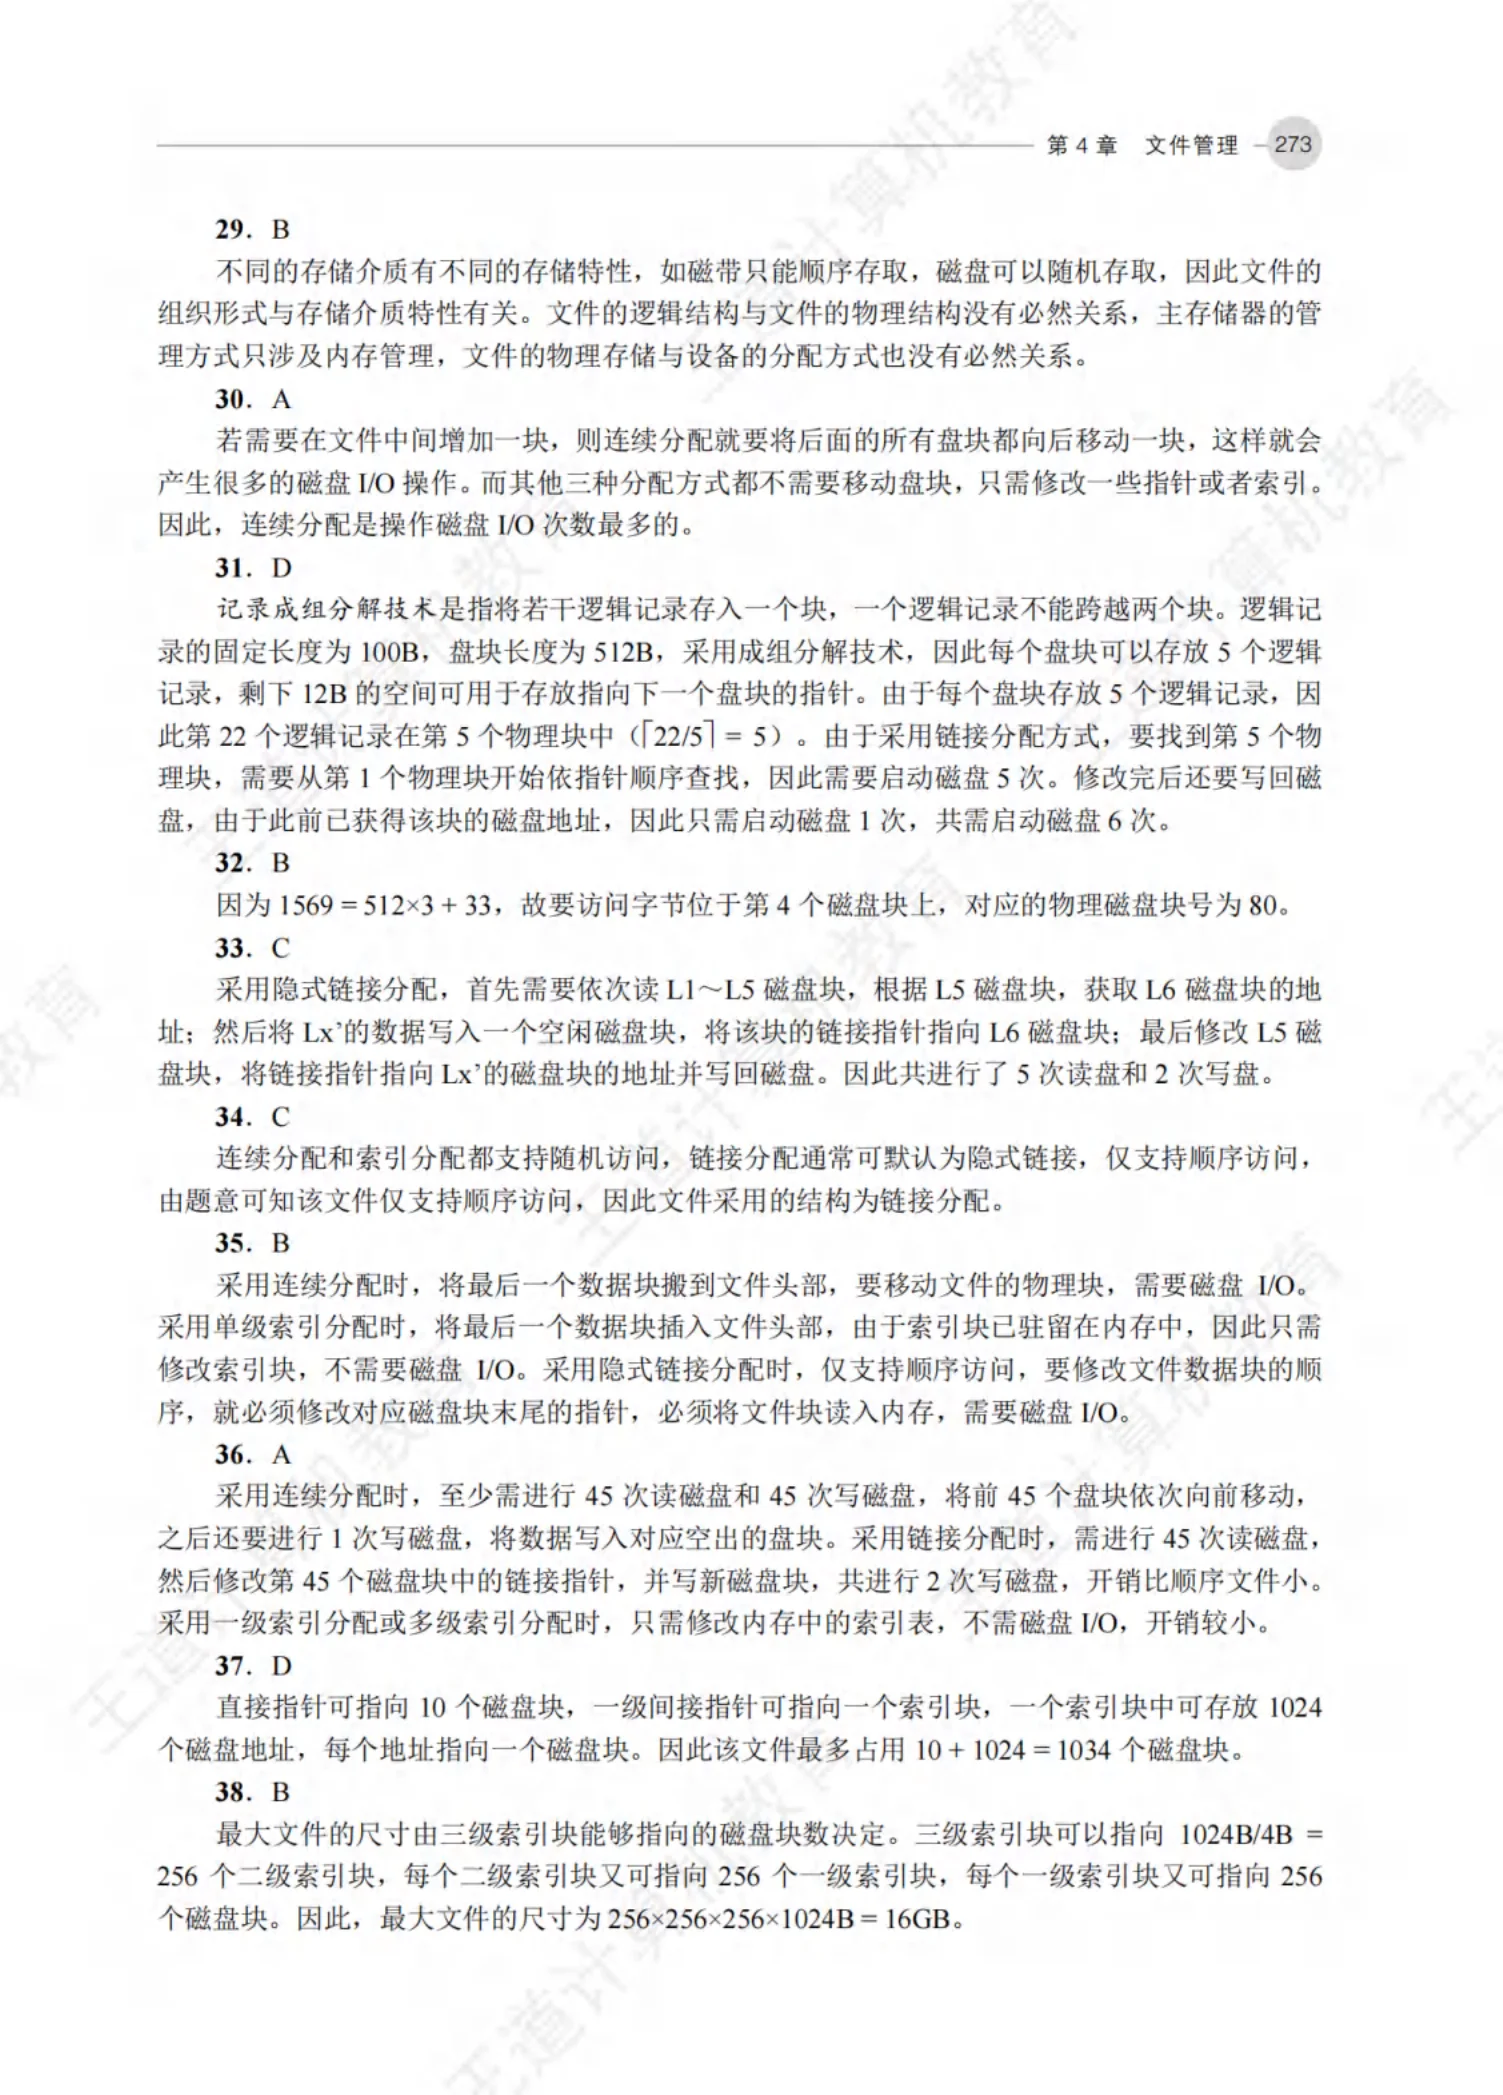 第 4 章 文件管理 273
29. B
不同的存储介质有不同的存储特性，如磁带只能顺序存取，磁盘可以随机存取，因此文件的
组织形式与存储介质特性有关。文件的逻辑结构与文件的物理结构没有必然关系，主存储器的管
理方式只涉及内存管理，文件的物理存储与设备的分配方式也没有必然关系。
30. A
若需要在文件中间增加一块，则连续分配就要将后面的所有盘块都向后移动一块，这样就会
产生很多的磁盘 I/O 操作。而其他三种分配方式都不需要移动盘块，只需修改一些指针或者索引。
因此，连续分配是操作磁盘 I/O 次数最多的。
31. D
记录成组分解技术是指将若干逻辑记录存入一个块，一个逻辑记录不能跨越两个块。逻辑记
录的固定长度为 100B，盘块长度为 512B，采用成组分解技术，因此每个盘块可以存放 5 个逻辑
记录，剩下 12B 的空间可用于存放指向下一个盘块的指针。由于每个盘块存放 5 个逻辑记录，因
此第 22 个逻辑记录在第 5 个物理块中（⌈22/5⌉ = 5）。由于采用链接分配方式，要找到第 5 个物
理块，需要从第 1 个物理块开始依指针顺序查找，因此需要启动磁盘 5 次。修改完后还要写回磁
盘，由于此前已获得该块的磁盘地址，因此只需启动磁盘 1 次，共需启动磁盘 6 次。
32. B
因为 1569 = 512×3 + 33，故要访问字节位于第 4 个磁盘块上，对应的物理磁盘块号为 80。
33. C
采用隐式链接分配，首先需要依次读 L1～L5 磁盘块，根据 L5 磁盘块，获取 L6 磁盘块的地
址；然后将 Lx’的数据写入一个空闲磁盘块，将该块的链接指针指向 L6 磁盘块；最后修改 L5 磁
盘块，将链接指针指向 Lx’的磁盘块的地址并写回磁盘。因此共进行了 5 次读盘和 2 次写盘。
34. C
连续分配和索引分配都支持随机访问，链接分配通常可默认为隐式链接，仅支持顺序访问，
由题意可知该文件仅支持顺序访问，因此文件采用的结构为链接分配。
35. B
采用连续分配时，将最后一个数据块搬到文件头部，要移动文件的物理块，需要磁盘 I/O。
采用单级索引分配时，将最后一个数据块插入文件头部，由于索引块已驻留在内存中，因此只需
修改索引块，不需要磁盘 I/O。采用隐式链接分配时，仅支持顺序访问，要修改文件数据块的顺
序，就必须修改对应磁盘块末尾的指针，必须将文件块读入内存，需要磁盘 I/O。
36. A
采用连续分配时，至少需进行 45 次读磁盘和 45 次写磁盘，将前 45 个盘块依次向前移动，
之后还要进行 1 次写磁盘，将数据写入对应空出的盘块。采用链接分配时，需进行 45 次读磁盘，
然后修改第 45 个磁盘块中的链接指针，并写新磁盘块，共进行 2 次写磁盘，开销比顺序文件小。
采用一级索引分配或多级索引分配时，只需修改内存中的索引表，不需磁盘 I/O，开销较小。
37. D
直接指针可指向 10 个磁盘块，一级间接指针可指向一个索引块，一个索引块中可存放 1024
个磁盘地址，每个地址指向一个磁盘块。因此该文件最多占用 10 + 1024 = 1034 个磁盘块。
38. B
最大文件的尺寸由三级索引块能够指向的磁盘块数决定。三级索引块可以指向 1024B/4B =
256 个二级索引块，每个二级索引块又可指向 256 个一级索引块，每个一级索引块又可指向 256
个磁盘块。因此，最大文件的尺寸为 256×256×256×1024B = 16GB。
王道计算机教育
王道计算机教育
王道计算机教育
王道计算机教育
王道计算机教育
王道计算机教育
王道计算机教育
教育
王道